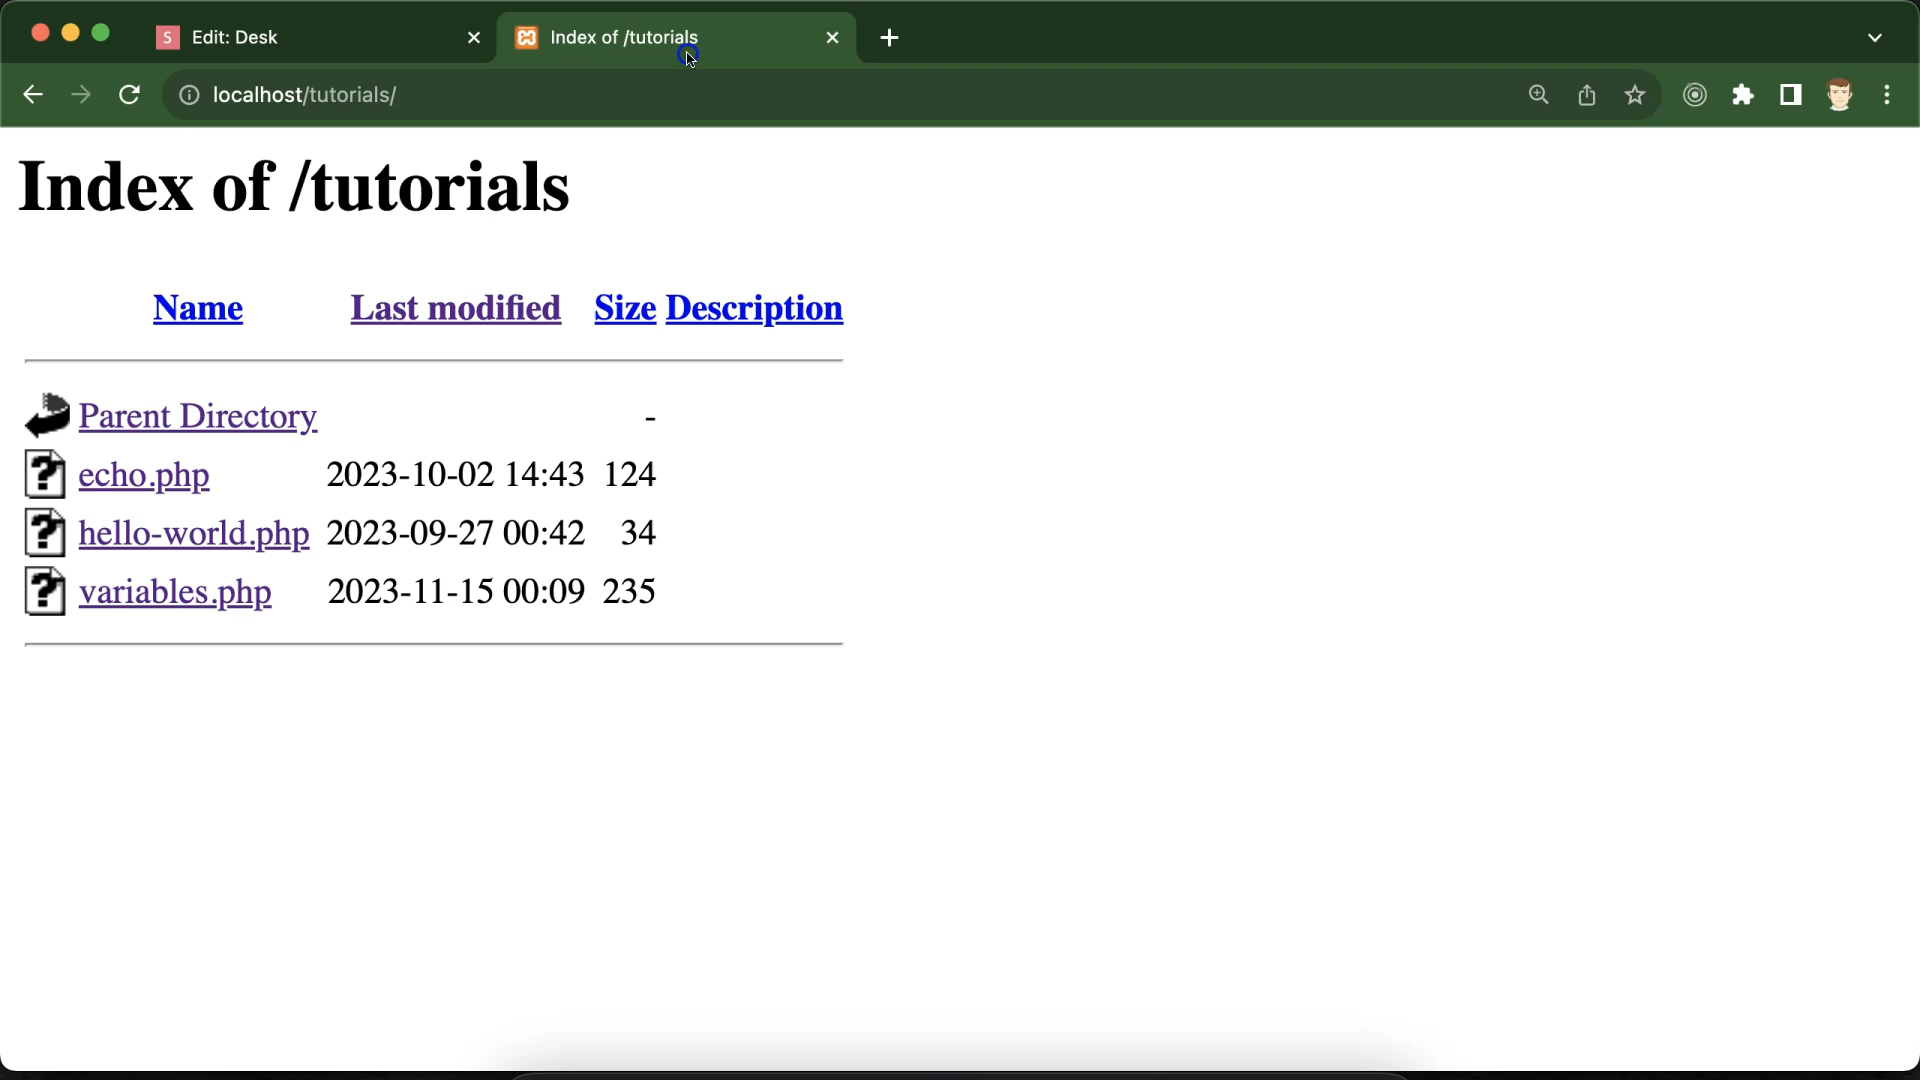 S Edit: Desk
Index of /tutorials
localhost/tutorials/
Index of /tutorials
Name Last modified Size Description
Parent Directory -
? echo.php 2023-10-02 14:43 124
? hello-world.php 2023-09-27 00:42 34
? variables.php 2023-11-15 00:09 235